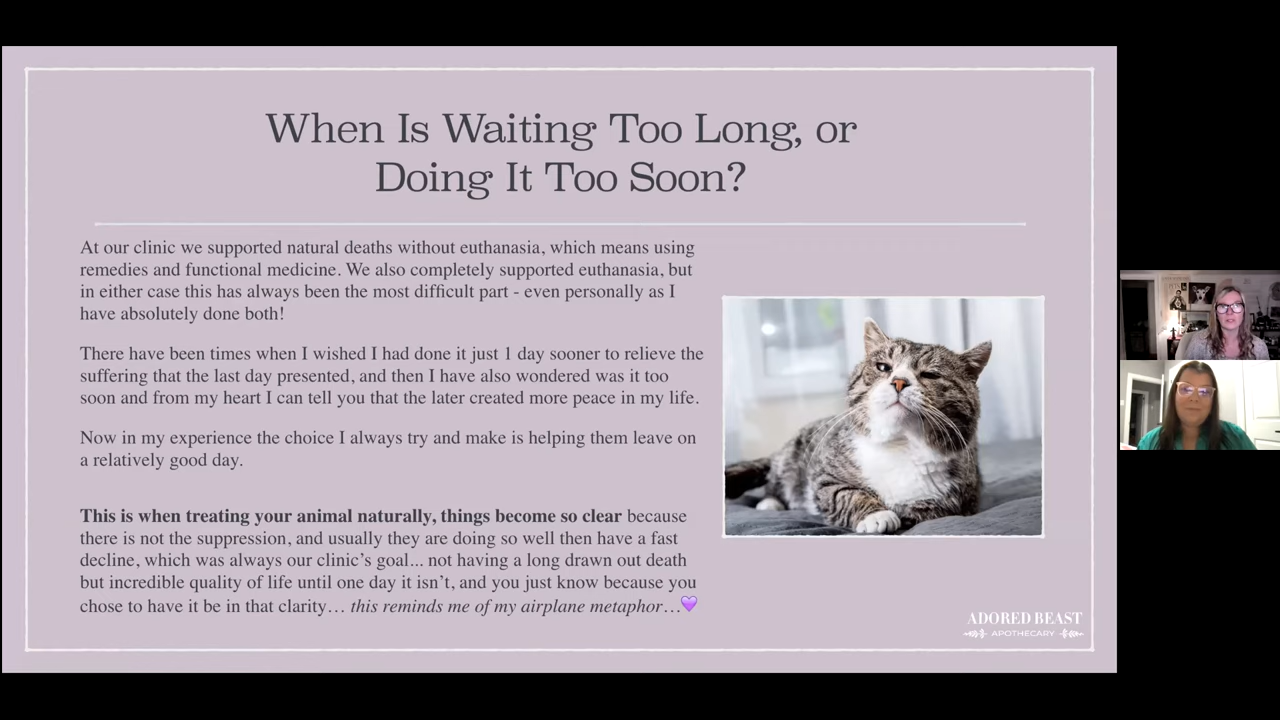 When Is Waiting Too Long, or
Doing It Too Soon?
At our clinic we supported natural deaths without euthanasia, which means using
remedies and functional medicine. We also completely supported euthanasia, but
in either case this has always been the most difficult part - even personally as I
have absolutely done both!
There have been times when I wished I had done it just 1 day sooner to relieve the
suffering that the last day presented, and then I have also wondered was it too
soon and from my heart I can tell you that the later created more peace in my life.
Now in my experience the choice I always try and make is helping them leave on
a relatively good day.
This is when treating your animal naturally, things become so clear because
there is not the suppression, and usually they are doing so well then have a fast
decline, which was always our clinic’s goal... not having a long drawn out death
but incredible quality of life until one day it isn’t, and you just know because you
chose to have it be in that clarity… this reminds me of my airplane metaphor…💜
ADORED BEAST
APOTHECARY